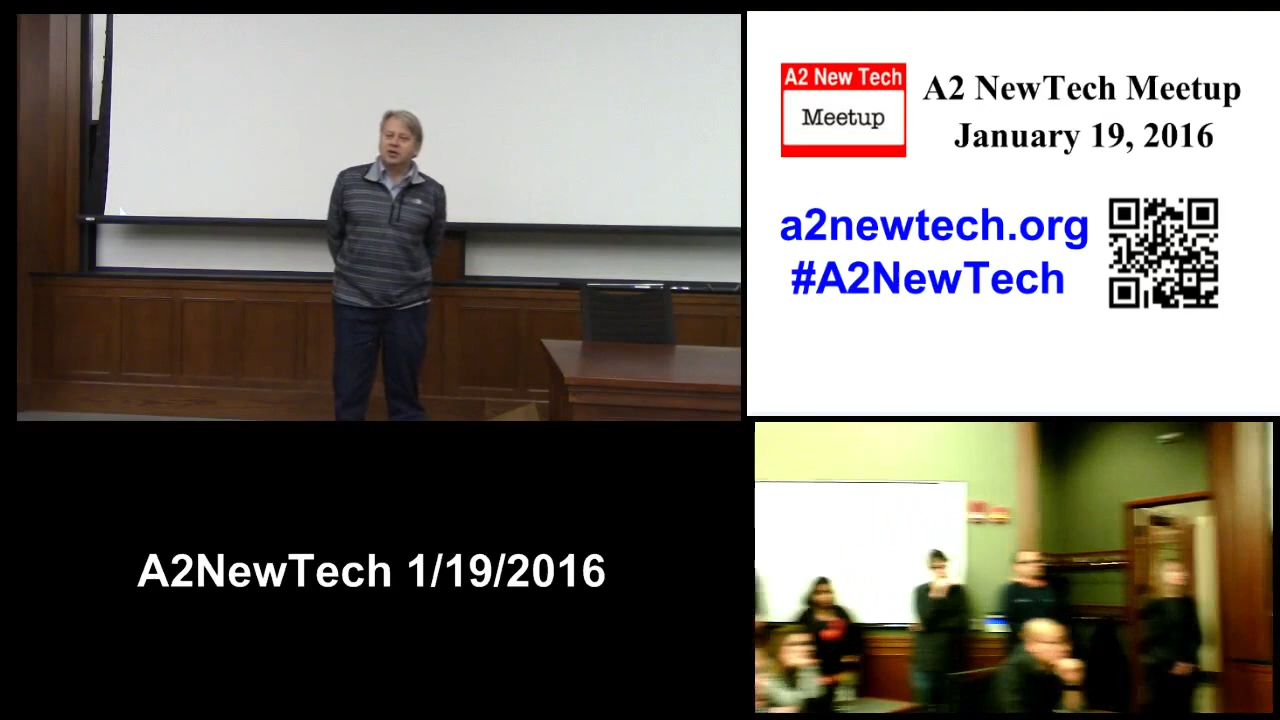 A2 New Tech
Meetup
A2 NewTech Meetup
January 19, 2016
a2newtech.org
#A2NewTech
A2NewTech 1/19/2016